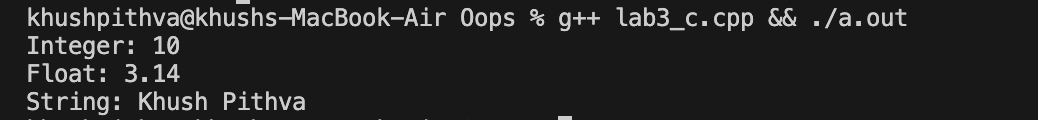 khushpithva@khushs-MacBook-Air Oops % g++ lab3_c.cpp && ./a.out
Integer: 10
Float: 3.14
String: Khush Pithva